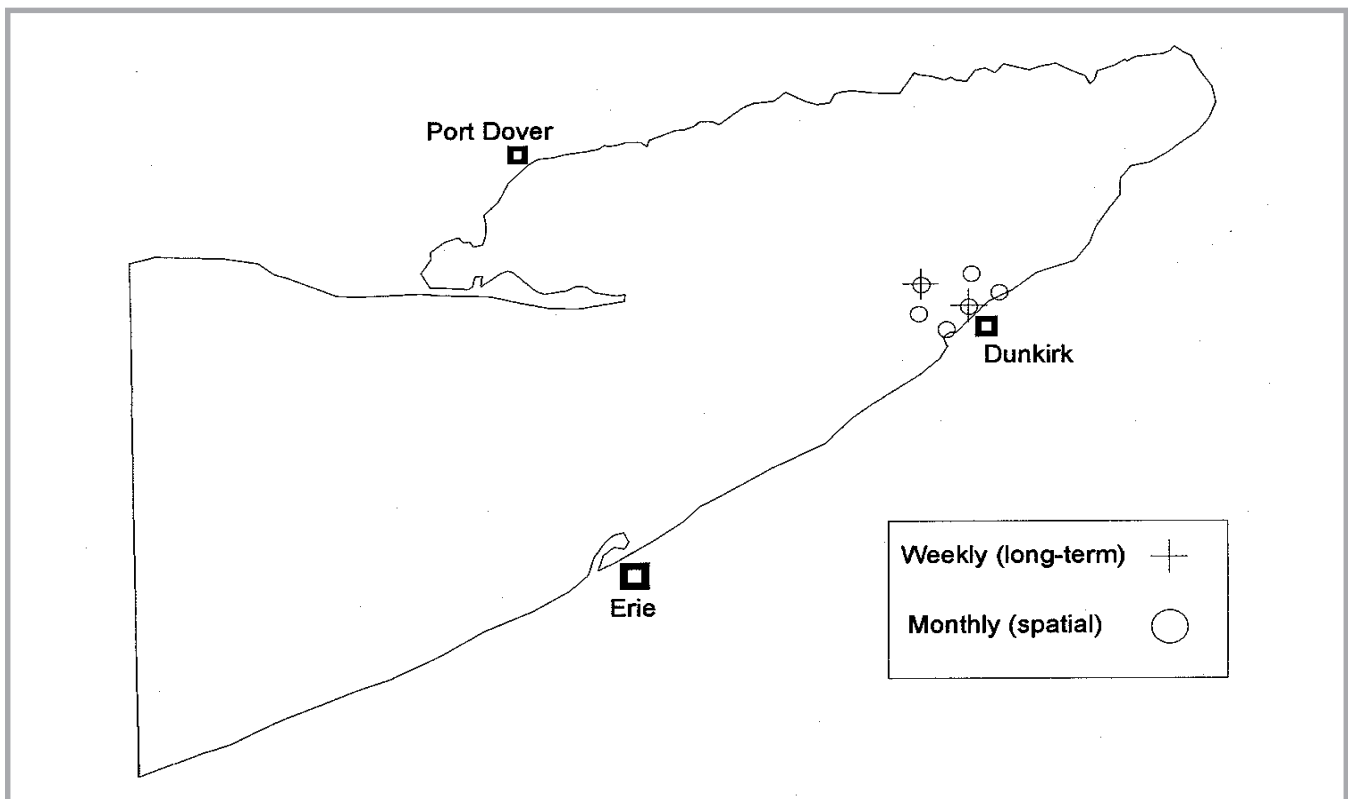 Port Dover
Dunkirk
Weekly (long-term)
Monthly (spatial)
Erie